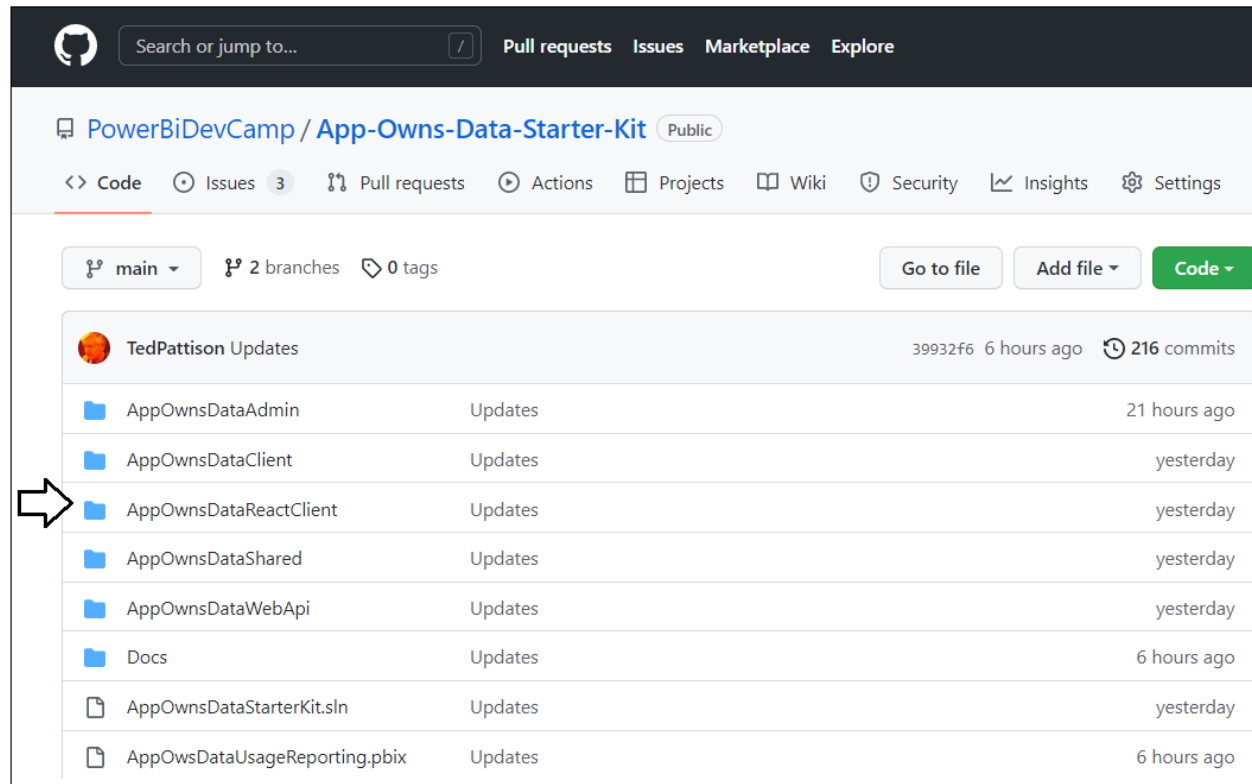 Search or jump to... / Pull requests Issues Marketplace Explore
PowerBiDevCamp / App-Owns-Data-Starter-Kit Public
<> Code Issues 3 Pull requests Actions Projects Wiki Security Insights Settings
main 2 branches 0 tags Go to file Add file Code
TedPattison Updates 39932f6 6 hours ago 216 commits
AppOwnsDataAdmin Updates 21 hours ago
AppOwnsDataClient Updates yesterday
AppOwnsDataReactClient Updates yesterday
AppOwnsDataShared Updates yesterday
AppOwnsDataWebApi Updates yesterday
Docs Updates 6 hours ago
AppOwnsDataStarterKit.sln Updates yesterday
AppOwsDataUsageReporting.pbix Updates 6 hours ago